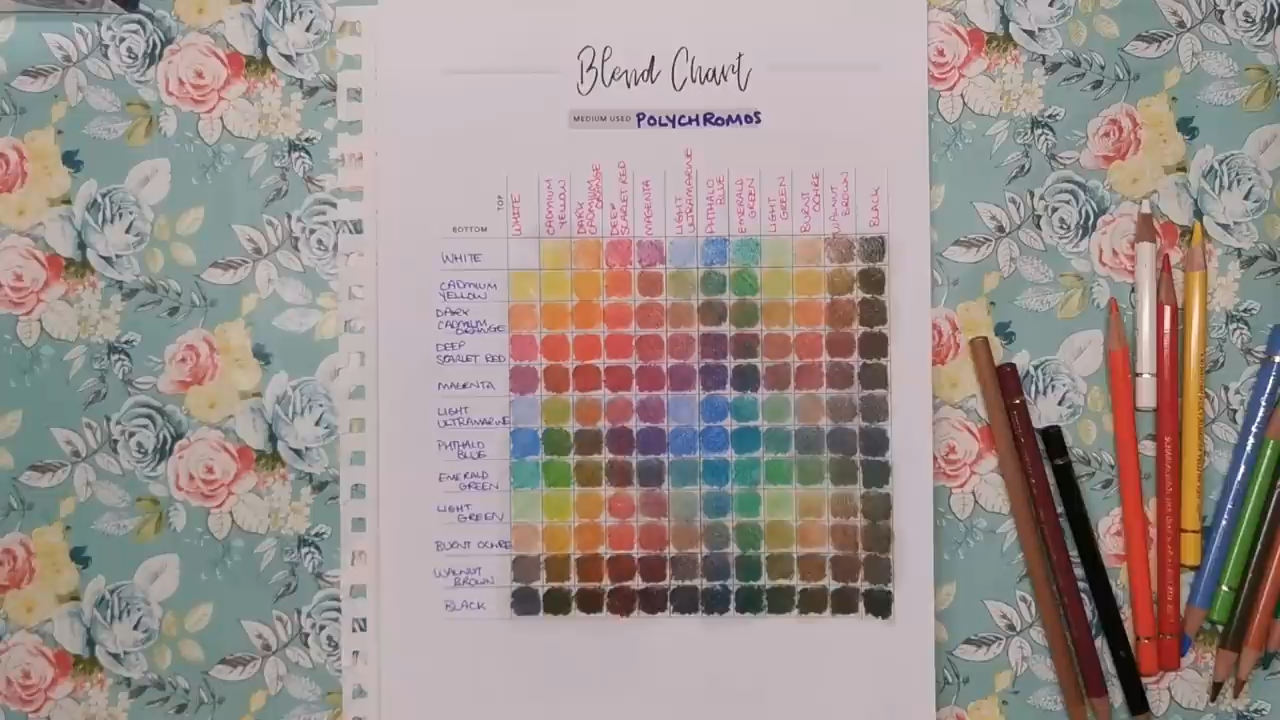 Blend Chart
MEDIUM USED POLYCHROMOS
TOP
WHITE
CADMIUM
YELLOW
DARK
CADMIUM
ORANGE
DEEP
SCARLET RED
MAGENTA
LIGHT
ULTRAMARINE
PHTHALO
BLUE
EMERALD
GREEN
LIGHT
GREEN
BURNT
OCHRE
WALNUT
BROWN
BLACK
BOTTOM
WHITE
CADMIUM
YELLOW
DARK
CADMIUM
ORANGE
DEEP
SCARLET RED
MAGENTA
LIGHT
ULTRAMARINE
PHTHALO
BLUE
EMERALD
GREEN
LIGHT
GREEN
BURNT OCHRE
WALNUT
BROWN
BLACK